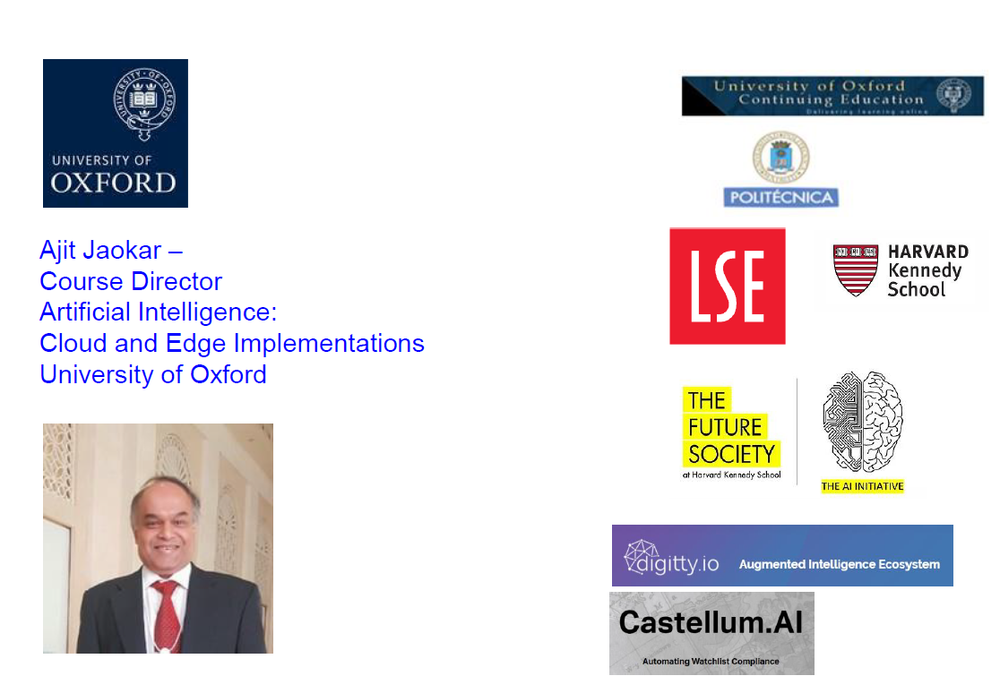 UNIVERSITY OF
OXFORD
Ajit Jaokar –
Course Director
Artificial Intelligence:
Cloud and Edge Implementations
University of Oxford
University of Oxford
Continuing Education
Delivering learning online
POLITÉCNICA
LSE
HARVARD
Kennedy
School
THE
FUTURE
SOCIETY
at Harvard Kennedy School
THE AI INITIATIVE
digitty.io
Augmented Intelligence Ecosystem
Castellum.AI
Automating Watchlist Compliance